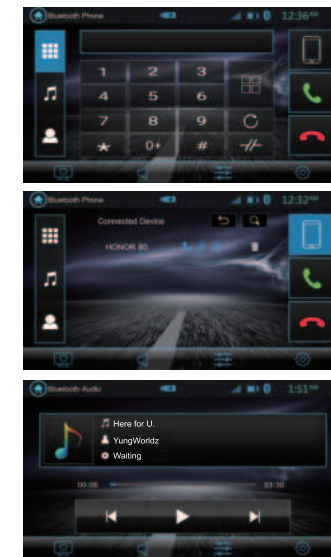 Bluetooth Phone 12:36AM
1 2 3
4 5 6
7 8 9
* 0+ #
Bluetooth Phone 12:32AM
Connected Device
HONOR 80
Bluetooth Audio 1:51AM
Here for U.
YungWorldz
Waiting
00:08 03:30